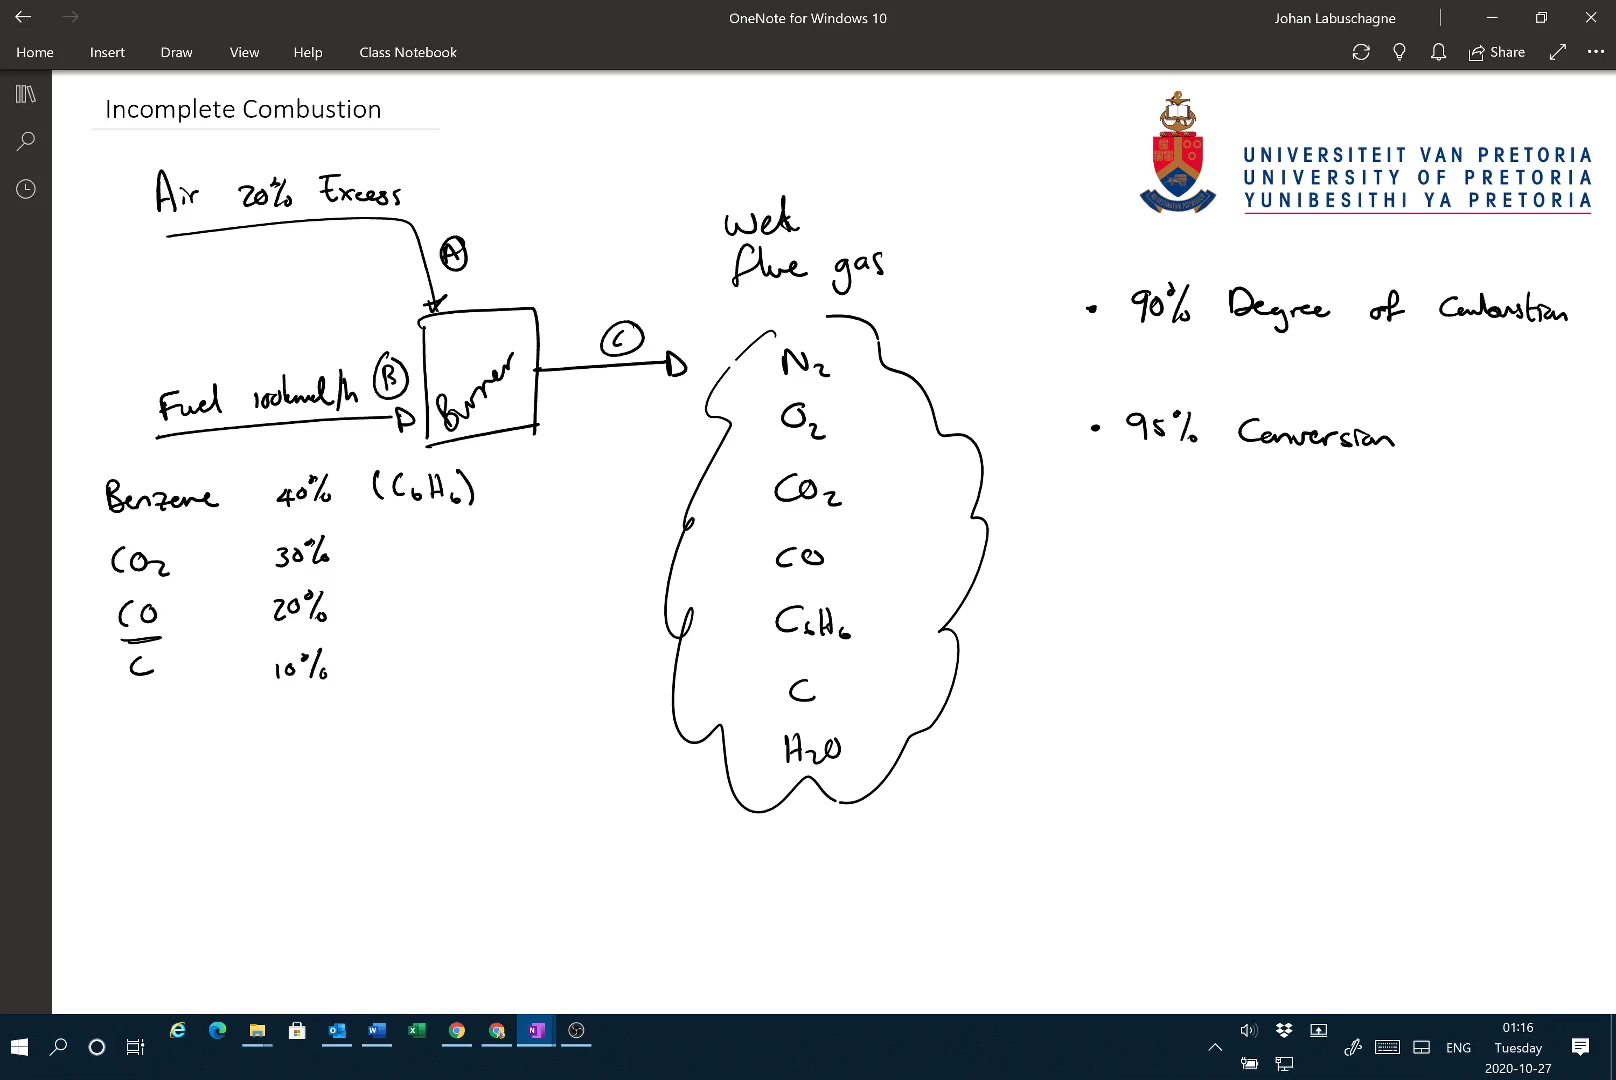 OneNote for Windows 10
Johan Labuschagne
Home Insert Draw View Help Class Notebook
Share
Incomplete Combustion
UNIVERSITEIT VAN PRETORIA
UNIVERSITY OF PRETORIA
YUNIBESITHI YA PRETORIA
Air 20% Excess
A
Fuel 100kmol/h B
Burner
C
Benzene 40% (C6H6)
CO2 30%
CO 20%
C 10%
Wet
flue gas
N2
O2
CO2
CO
C6H6
C
H2O
• 90% Degree of Combustion
• 95% Conversion
ENG
01:16
Tuesday
2020-10-27